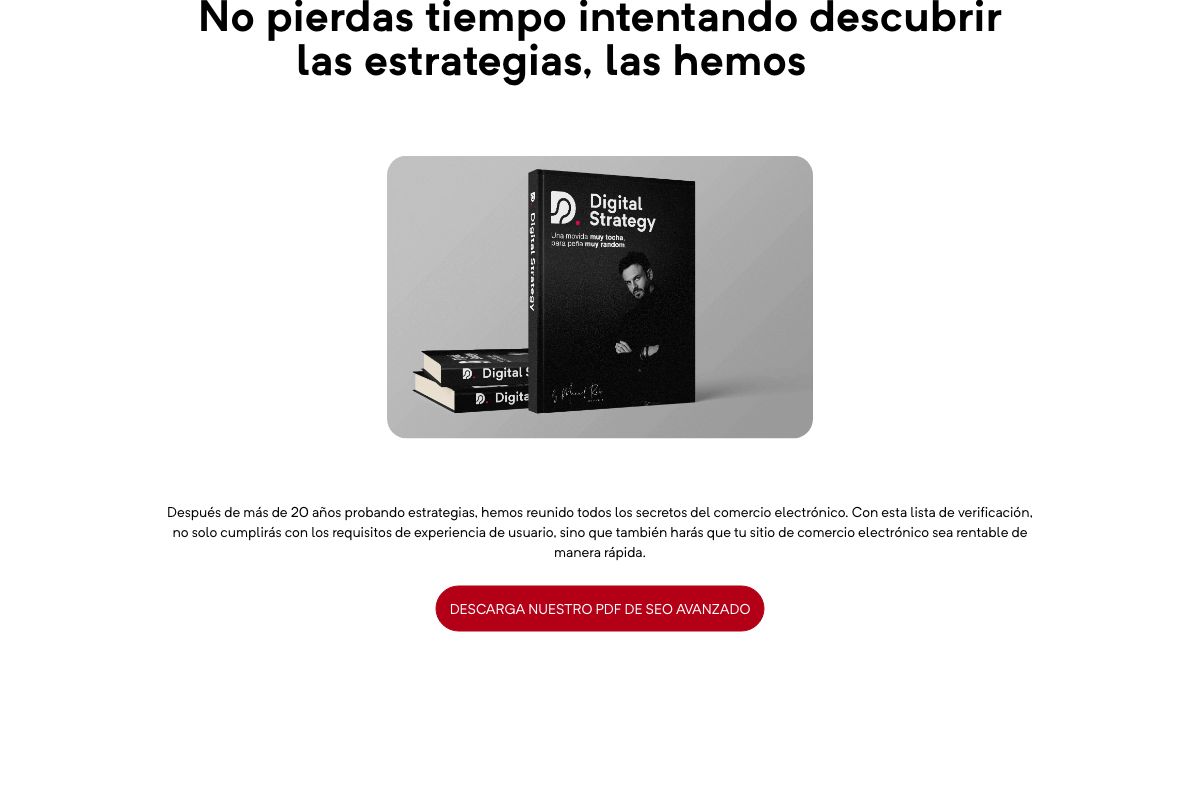 No pierdas tiempo intentando descubrir
las estrategias, las hemos
Digital
Strategy
Una movida muy tocha,
para peña muy random.
Digital Strategy
Digital S
Digita
Después de más de 20 años probando estrategias, hemos reunido todos los secretos del comercio electrónico. Con esta lista de verificación,
no solo cumplirás con los requisitos de experiencia de usuario, sino que también harás que tu sitio de comercio electrónico sea rentable de
manera rápida.
DESCARGA NUESTRO PDF DE SEO AVANZADO